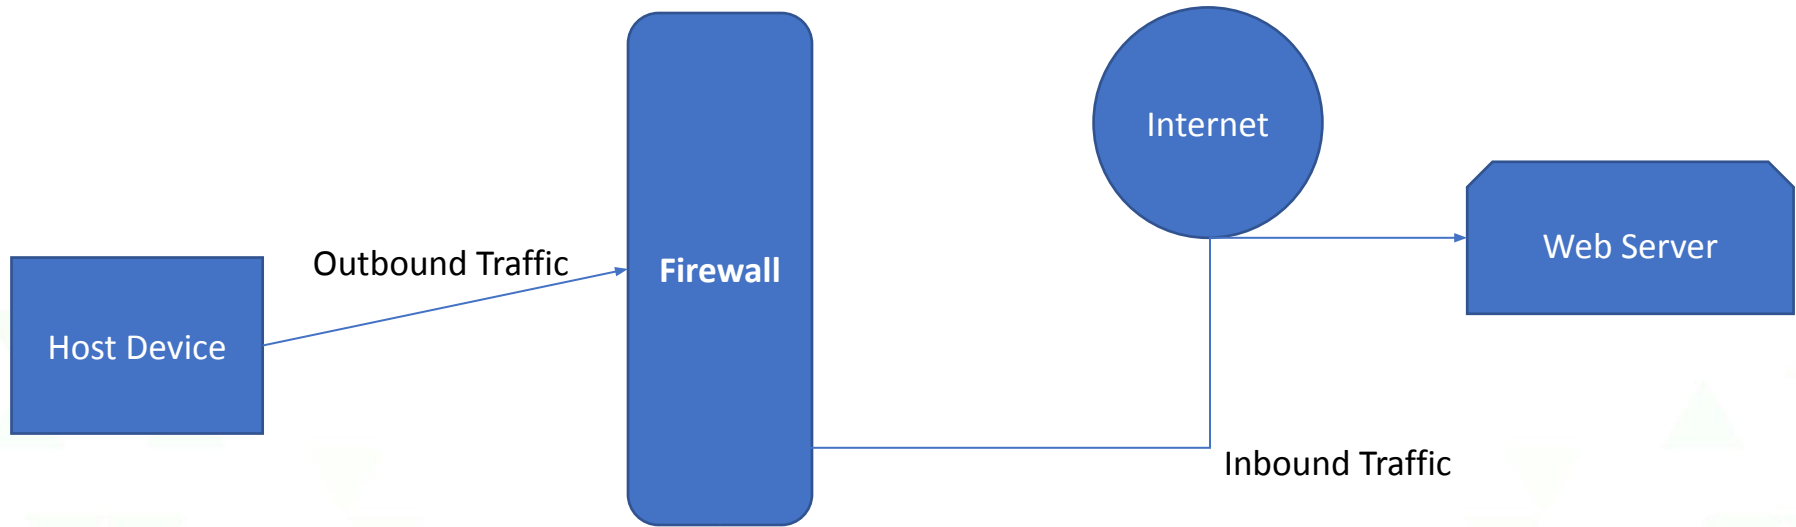 Internet
Outbound Traffic
Firewall
Web Server
Host Device
Inbound Traffic